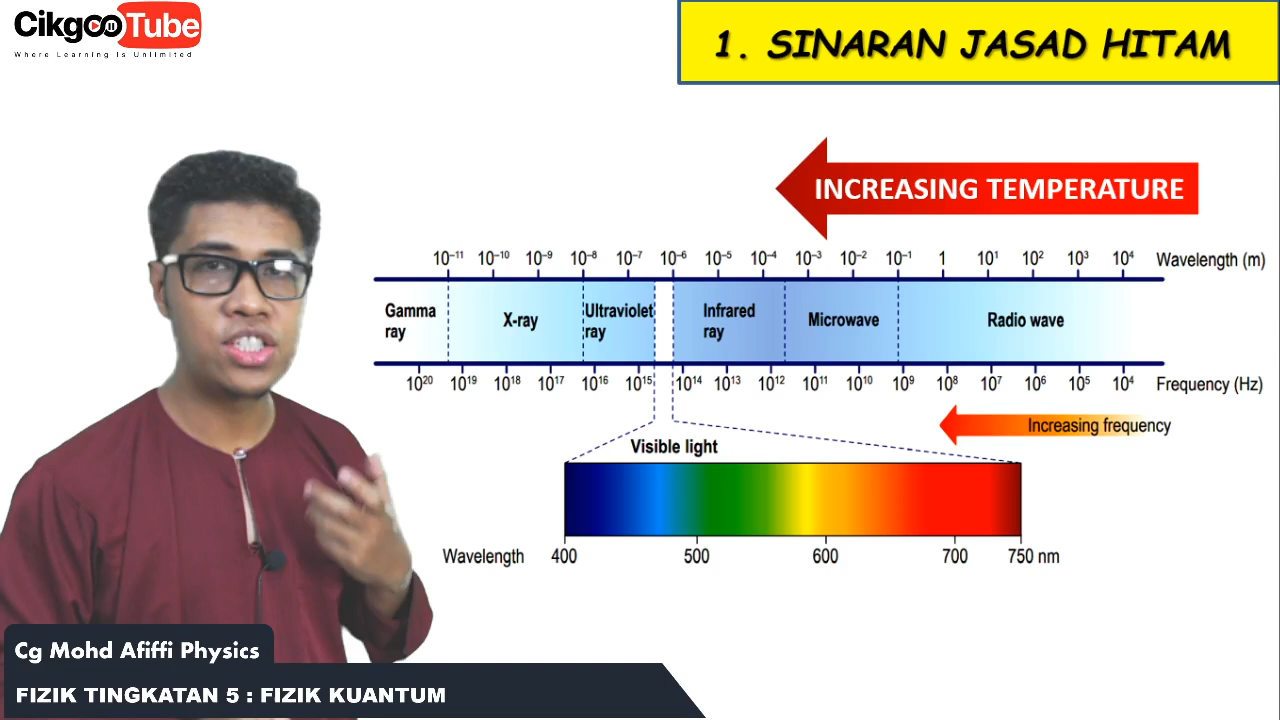 CikgooTube
Where Learning Is Unlimited
1. SINARAN JASAD HITAM
INCREASING TEMPERATURE
10⁻¹¹ 10⁻¹⁰ 10⁻⁹ 10⁻⁸ 10⁻⁷ 10⁻⁶ 10⁻⁵ 10⁻⁴ 10⁻³ 10⁻² 10⁻¹ 1 10¹ 10² 10³ 10⁴ Wavelength (m)
Gamma ray
X-ray
Ultraviolet ray
Infrared ray
Microwave
Radio wave
10²⁰ 10¹⁹ 10¹⁸ 10¹⁷ 10¹⁶ 10¹⁵ 10¹⁴ 10¹³ 10¹² 10¹¹ 10¹⁰ 10⁹ 10⁸ 10⁷ 10⁶ 10⁵ 10⁴ Frequency (Hz)
Increasing frequency
Visible light
Wavelength 400 500 600 700 750 nm
Cg Mohd Afiffi Physics
FIZIK TINGKATAN 5 : FIZIK KUANTUM